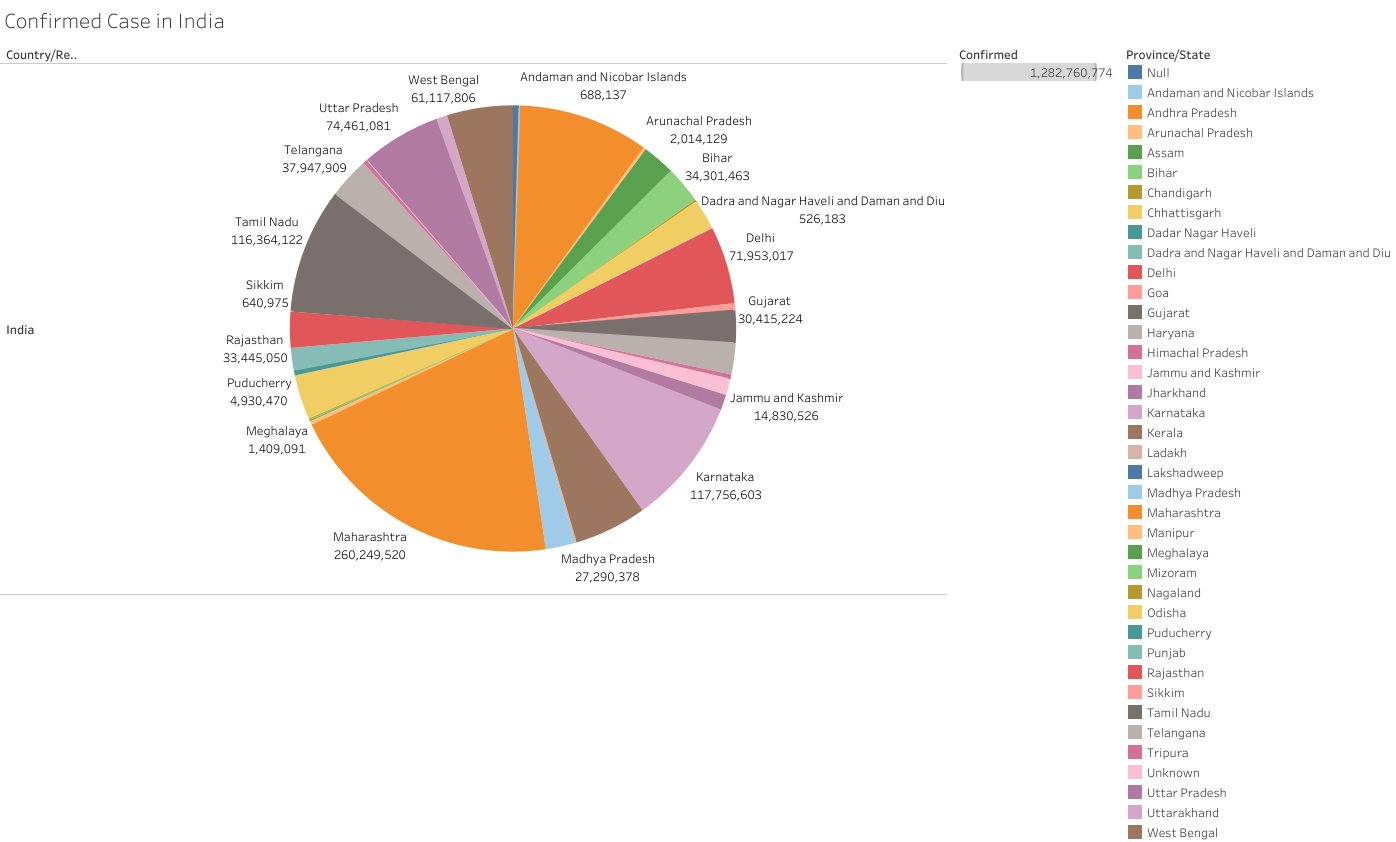 Confirmed Case in India
Country/Re..
India
West Bengal
61,117,806
Andaman and Nicobar Islands
688,137
Uttar Pradesh
74,461,081
Arunachal Pradesh
2,014,129
Telangana
37,947,909
Bihar
34,301,463
Dadra and Nagar Haveli and Daman and Diu
526,183
Tamil Nadu
116,364,122
Delhi
71,953,017
Sikkim
640,975
Gujarat
30,415,224
Rajasthan
33,445,050
Puducherry
4,930,470
Jammu and Kashmir
14,830,526
Meghalaya
1,409,091
Karnataka
117,756,603
Maharashtra
260,249,520
Madhya Pradesh
27,290,378
Confirmed
1,282,760,774
Province/State
Null
Andaman and Nicobar Islands
Andhra Pradesh
Arunachal Pradesh
Assam
Bihar
Chandigarh
Chhattisgarh
Dadar Nagar Haveli
Dadra and Nagar Haveli and Daman and Diu
Delhi
Goa
Gujarat
Haryana
Himachal Pradesh
Jammu and Kashmir
Jharkhand
Karnataka
Kerala
Ladakh
Lakshadweep
Madhya Pradesh
Maharashtra
Manipur
Meghalaya
Mizoram
Nagaland
Odisha
Puducherry
Punjab
Rajasthan
Sikkim
Tamil Nadu
Telangana
Tripura
Unknown
Uttar Pradesh
Uttarakhand
West Bengal